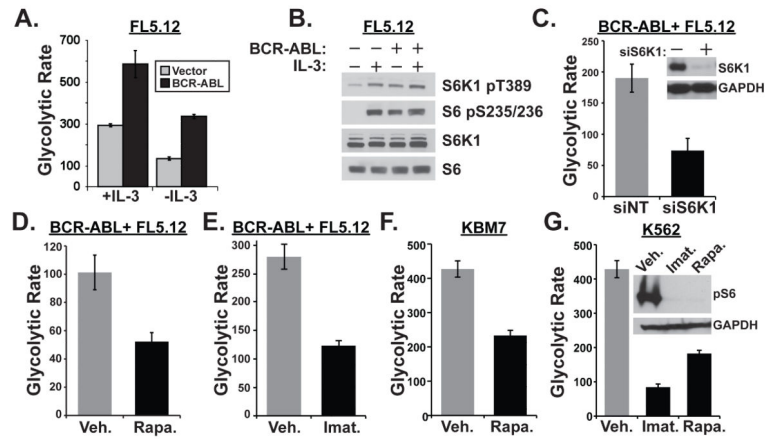 A.
FL5.12
Glycolytic Rate
700
600
500
400
300
200
100
0
Vector
BCR-ABL
+IL-3 -IL-3
B.
FL5.12
BCR-ABL: – – + +
IL-3: – + – +
S6K1 pT389
S6 pS235/236
S6K1
S6
C.
BCR-ABL+ FL5.12
siS6K1: – +
S6K1
GAPDH
Glycolytic Rate
250
200
150
100
50
0
siNT siS6K1
D.
BCR-ABL+ FL5.12
Glycolytic Rate
120
100
80
60
40
20
0
Veh. Rapa.
E.
BCR-ABL+ FL5.12
Glycolytic Rate
300
250
200
150
100
50
0
Veh. Imat.
F.
KBM7
Glycolytic Rate
500
400
300
200
100
0
Veh. Rapa.
G.
K562
Veh. Imat. Rapa.
pS6
GAPDH
Glycolytic Rate
500
400
300
200
100
0
Veh. Imat. Rapa.